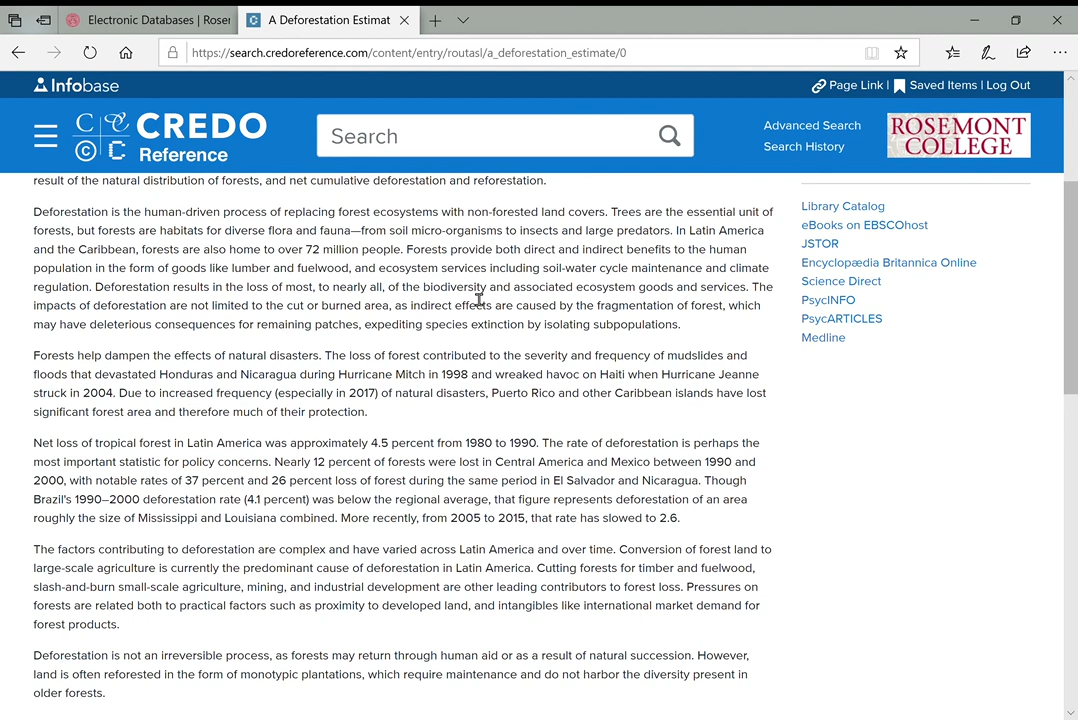 Electronic Databases | Roser
A Deforestation Estimat
https://search.credoreference.com/content/entry/routasl/a_deforestation_estimate/0
Infobase
Page Link |
Saved Items | Log Out
CREDO
Reference
Search
Advanced Search
Search History
ROSEMONT
COLLEGE
result of the natural distribution of forests, and net cumulative deforestation and reforestation.
Deforestation is the human-driven process of replacing forest ecosystems with non-forested land covers. Trees are the essential unit of
forests, but forests are habitats for diverse flora and fauna—from soil micro-organisms to insects and large predators. In Latin America
and the Caribbean, forests are also home to over 72 million people. Forests provide both direct and indirect benefits to the human
population in the form of goods like lumber and fuelwood, and ecosystem services including soil-water cycle maintenance and climate
regulation. Deforestation results in the loss of most, to nearly all, of the biodiversity and associated ecosystem goods and services. The
impacts of deforestation are not limited to the cut or burned area, as indirect effects are caused by the fragmentation of forest, which
may have deleterious consequences for remaining patches, expediting species extinction by isolating subpopulations.
Forests help dampen the effects of natural disasters. The loss of forest contributed to the severity and frequency of mudslides and
floods that devastated Honduras and Nicaragua during Hurricane Mitch in 1998 and wreaked havoc on Haiti when Hurricane Jeanne
struck in 2004. Due to increased frequency (especially in 2017) of natural disasters, Puerto Rico and other Caribbean islands have lost
significant forest area and therefore much of their protection.
Net loss of tropical forest in Latin America was approximately 4.5 percent from 1980 to 1990. The rate of deforestation is perhaps the
most important statistic for policy concerns. Nearly 12 percent of forests were lost in Central America and Mexico between 1990 and
2000, with notable rates of 37 percent and 26 percent loss of forest during the same period in El Salvador and Nicaragua. Though
Brazil's 1990–2000 deforestation rate (4.1 percent) was below the regional average, that figure represents deforestation of an area
roughly the size of Mississippi and Louisiana combined. More recently, from 2005 to 2015, that rate has slowed to 2.6.
The factors contributing to deforestation are complex and have varied across Latin America and over time. Conversion of forest land to
large-scale agriculture is currently the predominant cause of deforestation in Latin America. Cutting forests for timber and fuelwood,
slash-and-burn small-scale agriculture, mining, and industrial development are other leading contributors to forest loss. Pressures on
forests are related both to practical factors such as proximity to developed land, and intangibles like international market demand for
forest products.
Deforestation is not an irreversible process, as forests may return through human aid or as a result of natural succession. However,
land is often reforested in the form of monotypic plantations, which require maintenance and do not harbor the diversity present in
older forests.
Library Catalog
eBooks on EBSCOhost
JSTOR
Encyclopædia Britannica Online
Science Direct
PsycINFO
PsycARTICLES
Medline